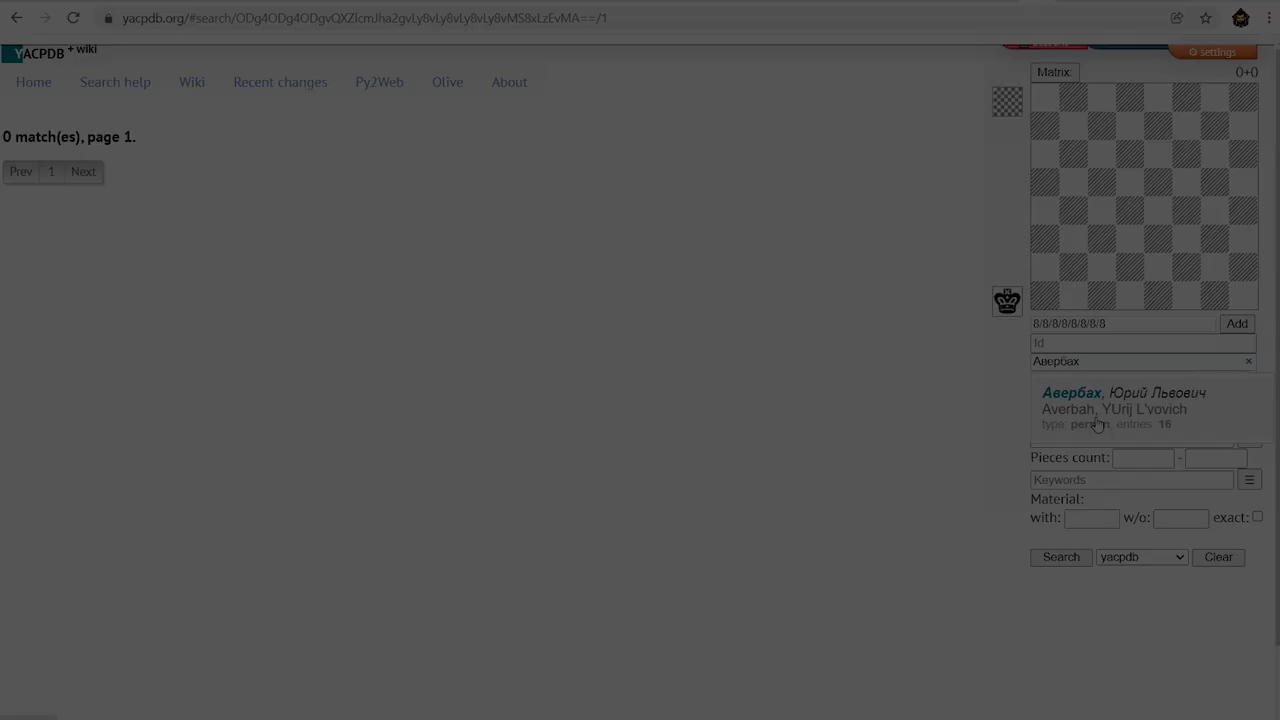 yacpdb.org/#search/ODg4ODg4ODgvQXZlcmJha2gvLy8vLy8vLy8vLy8vMS8xLzEvMA==/1
YACPDB + wiki
settings
Home Search help Wiki Recent changes Py2Web Olive About
Matrix: 0+0
0 match(es), page 1.
Prev 1 Next
8/8/8/8/8/8/8/8 Add
Id
Авербах ×
Авербах, Юрий Львович
Averbah, YUrij L'vovich
type: person, entries 16
Pieces count: -
Keywords
Material:
with: w/o: exact:
Search yacpdb Clear